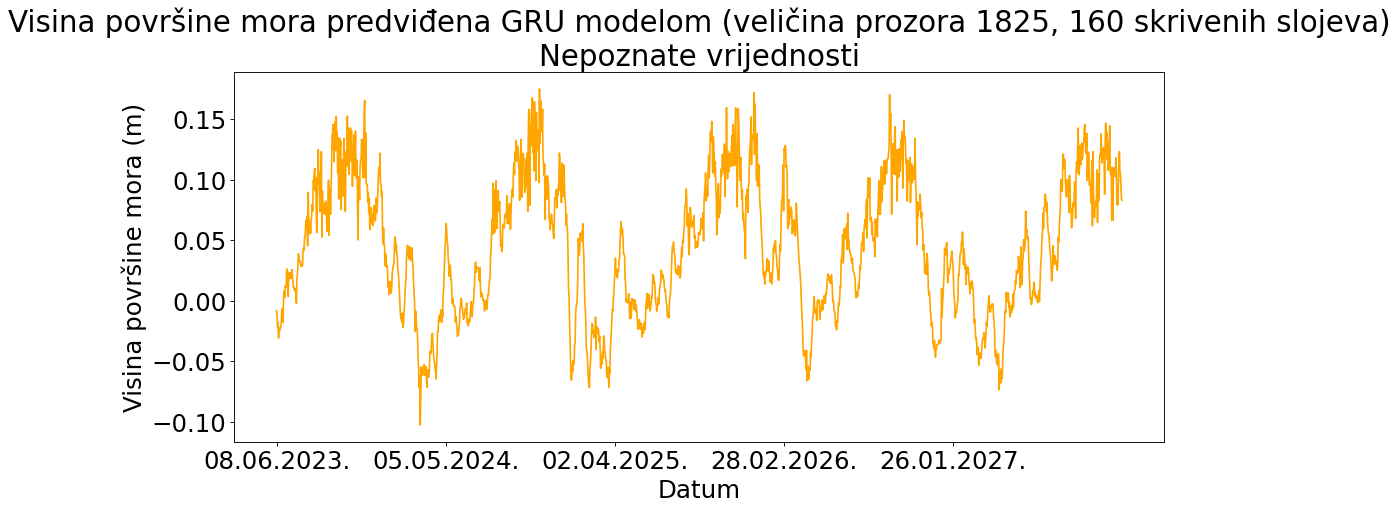 Visina površine mora predviđena GRU modelom (veličina prozora 1825, 160 skrivenih slojeva)
Nepoznate vrijednosti
Visina površine mora (m)
0.15
0.10
0.05
0.00
−0.05
−0.10
08.06.2023. 05.05.2024. 02.04.2025. 28.02.2026. 26.01.2027.
Datum